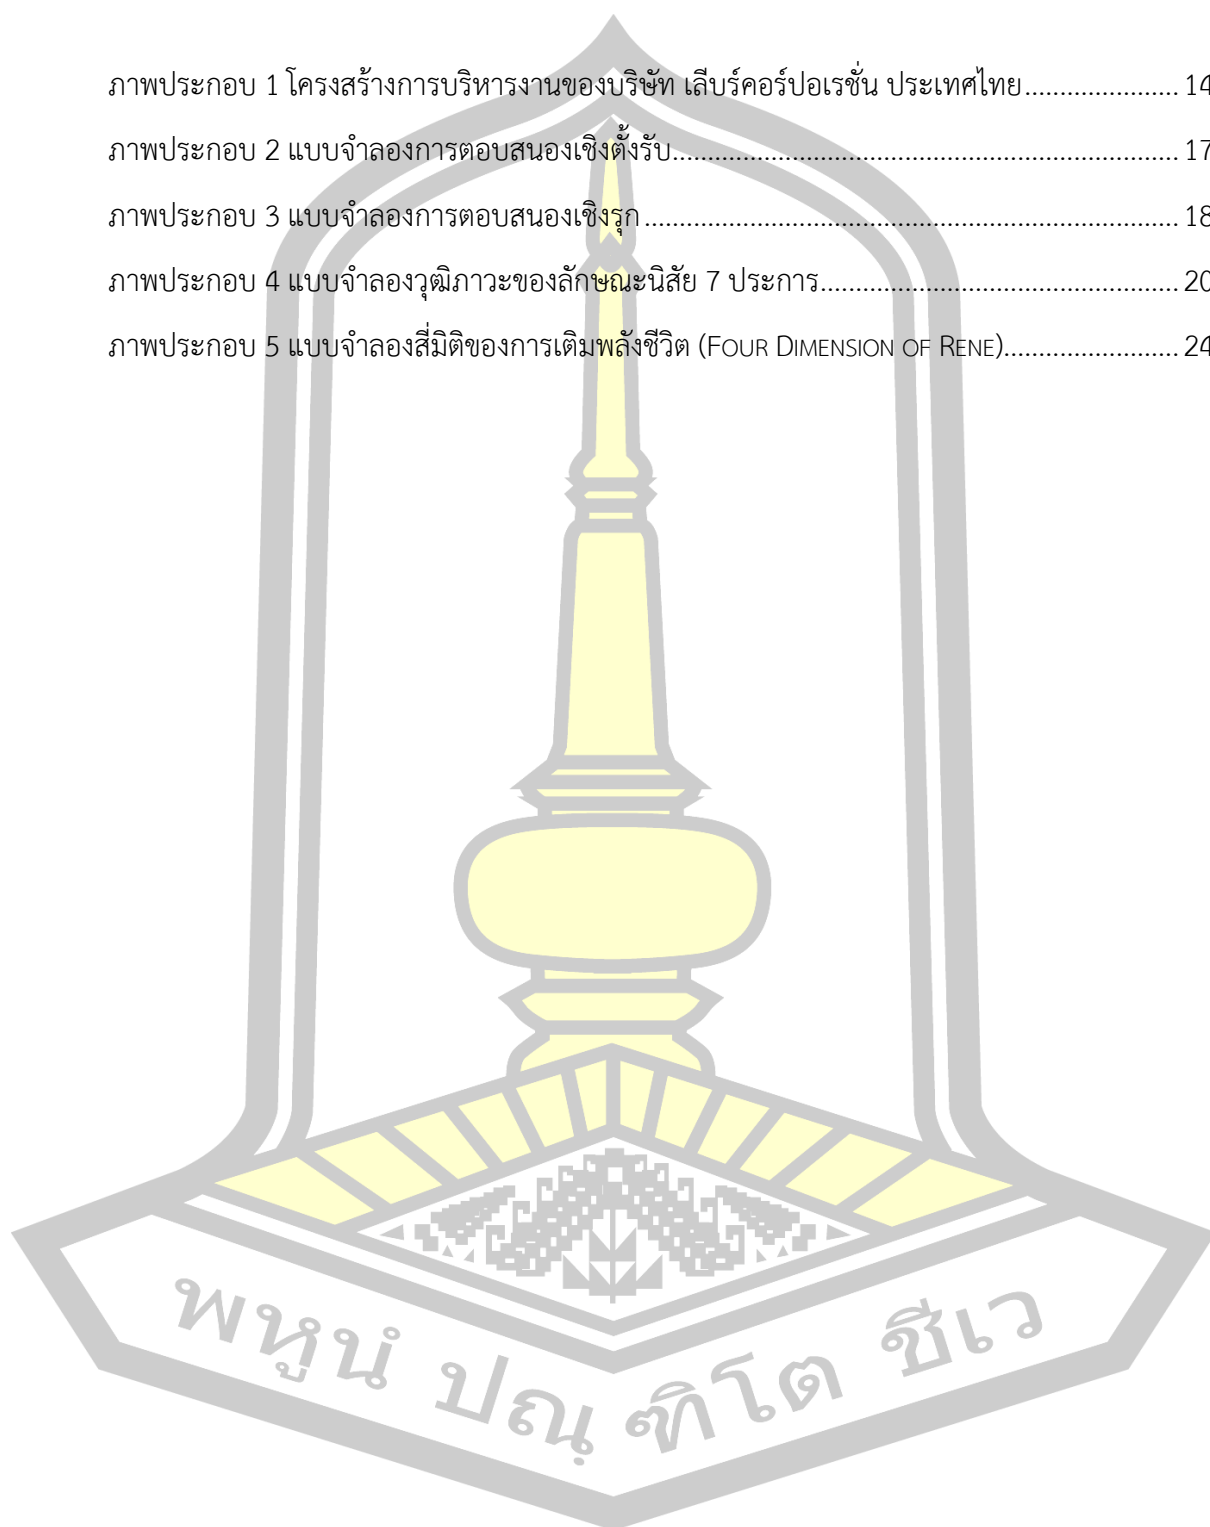 ภาพประกอบ 1 โครงสร้างการบริหารงานของบริษัท เลีบร์คอร์ปอเรชั่น ประเทศไทย..................... 14
ภาพประกอบ 2 แบบจำลองการตอบสนองเชิงตั้งรับ..................................................................... 17
ภาพประกอบ 3 แบบจำลองการตอบสนองเชิงรุก ......................................................................... 18
ภาพประกอบ 4 แบบจำลองวุฒิภาวะของลักษณะนิสัย 7 ประการ.................................................. 20
ภาพประกอบ 5 แบบจำลองสี่มิติของการเติมพลังชีวิต (FOUR DIMENSION OF RENE)........................ 24
พหูนํ ปณฺฑิโต ชีเว